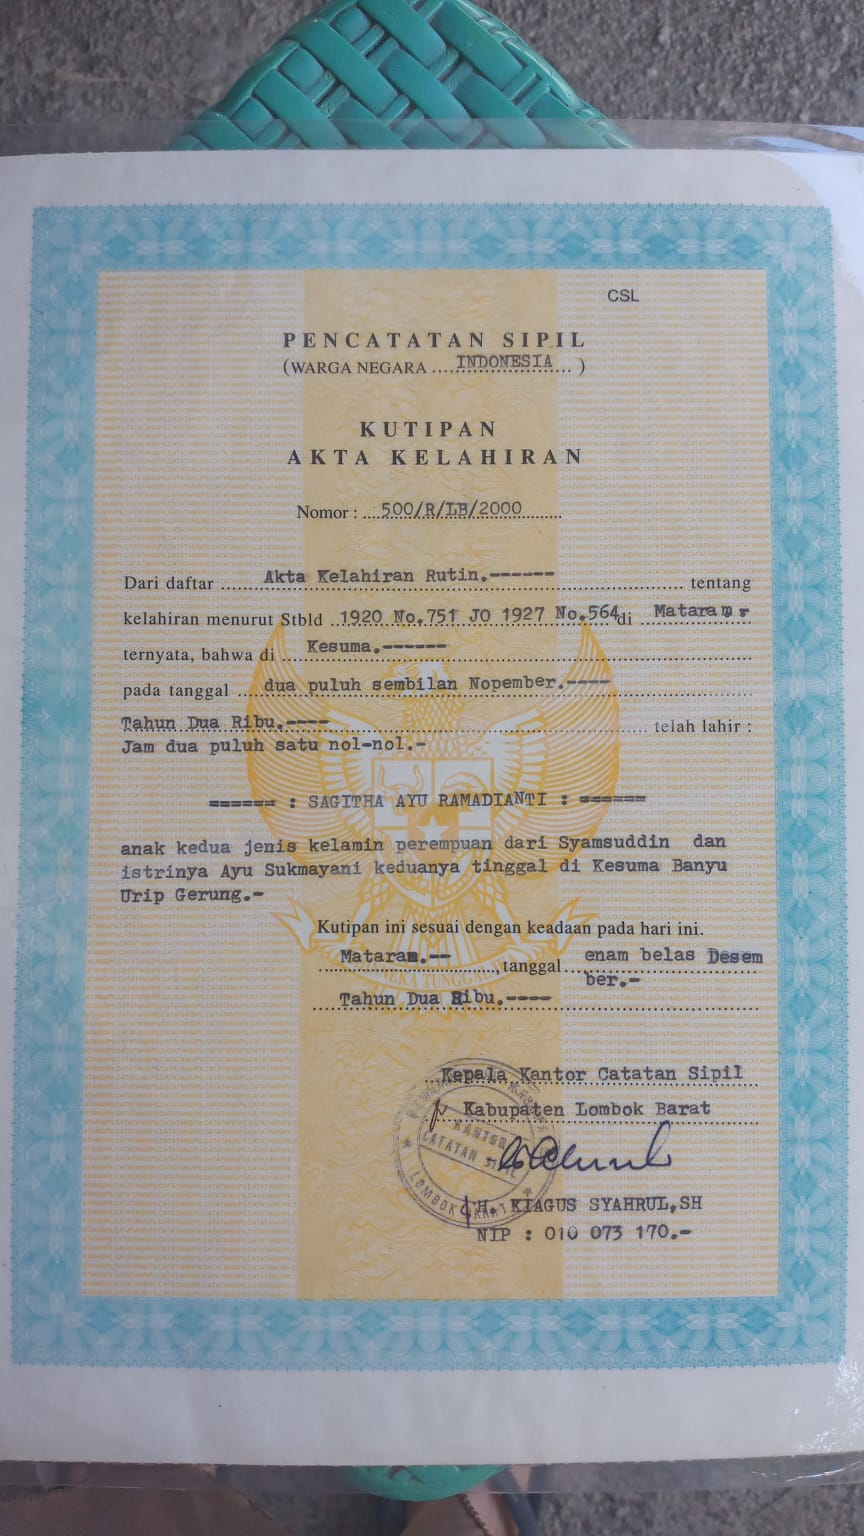 CSL
PENCATATAN SIPIL
(WARGA NEGARA ....INDONESIA... )
KUTIPAN
AKTA KELAHIRAN
Nomor : ...500/R/LB/2000.......
Dari daftar ...... Akta Kelahiran Rutin.------ ...... tentang
kelahiran menurut Stbld ..1920 No.751 JO 1927 No.564 di .. Mataram.-
ternyata, bahwa di ... Kesuma.------
pada tanggal ... dua puluh sembilan Nopember.----
Tahun Dua Ribu.---- ...... telah lahir :
Jam dua puluh satu nol-nol.-
====== : SAGITHA AYU RAMADIANTI : ======
anak kedua jenis kelamin perempuan dari Syamsuddin dan
istrinya Ayu Sukmayani keduanya tinggal di Kesuma Banyu
Urip Gerung.-
Kutipan ini sesuai dengan keadaan pada hari ini.
Mataram.-- ......, tanggal ... enam belas Desem
ber.-
Tahun Dua Ribu.----
Kepala Kantor Catatan Sipil
Kabupaten Lombok Barat
KANTOR
CATATAN SIPIL
LOMBOK BARAT
H. KIAGUS SYAHRUL,SH
NIP : 010 073 170.-